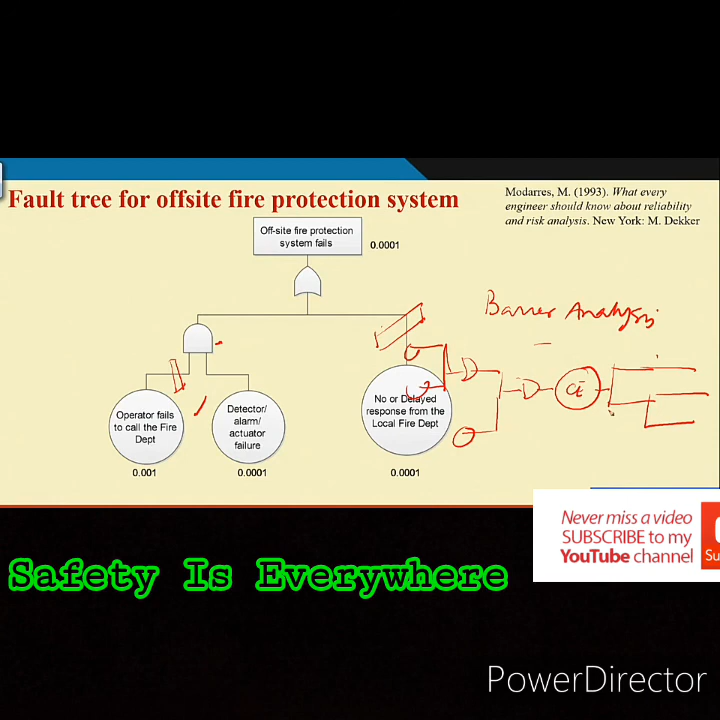 Fault tree for offsite fire protection system
Modarres, M. (1993). What every
engineer should know about reliability
and risk analysis. New York: M. Dekker
Off-site fire protection
system fails
0.0001
Barrier Analysis
Operator fails
to call the Fire
Dept
Detector/
alarm/
actuator
failure
No or Delayed
response from the
Local Fire Dept
0.001
0.0001
0.0001
Never miss a video
SUBSCRIBE to my
YouTube channel
Su
Safety Is Everywhere
PowerDirector